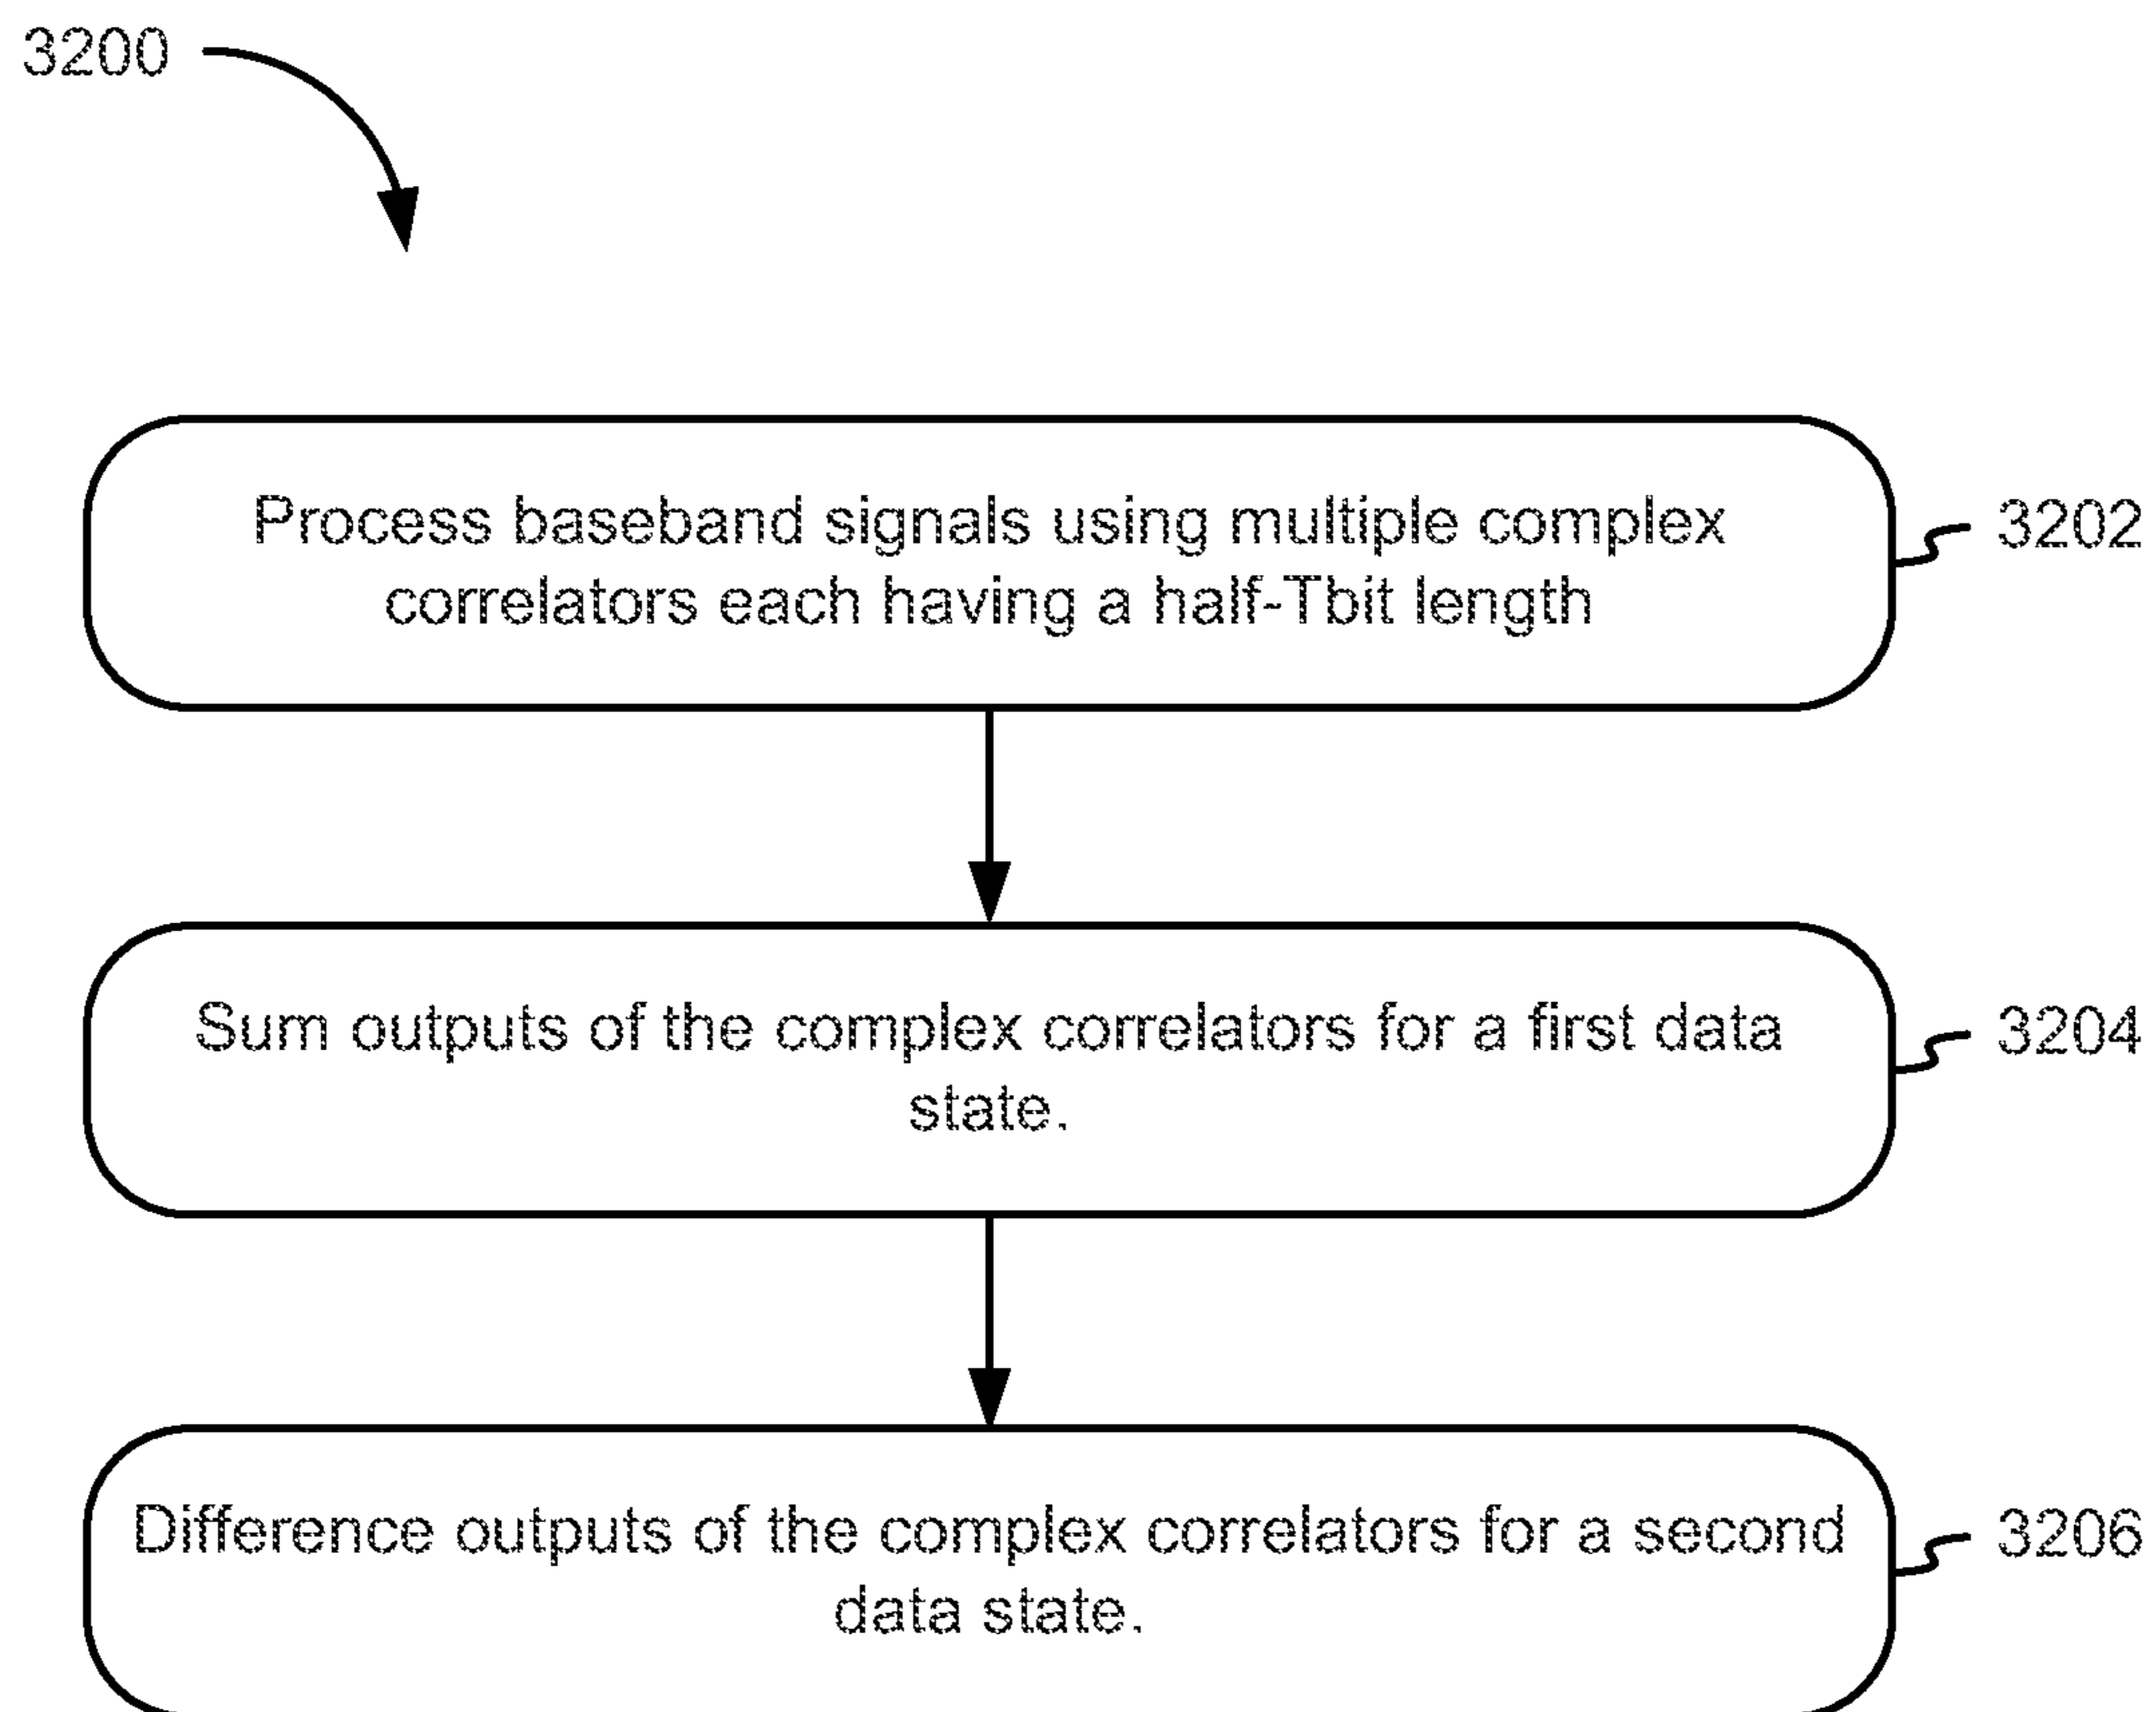 3200
Process baseband signals using multiple complex
correlators each having a half-Tbit length
3202
Sum outputs of the complex correlators for a first data
state.
3204
Difference outputs of the complex correlators for a second
data state.
3206